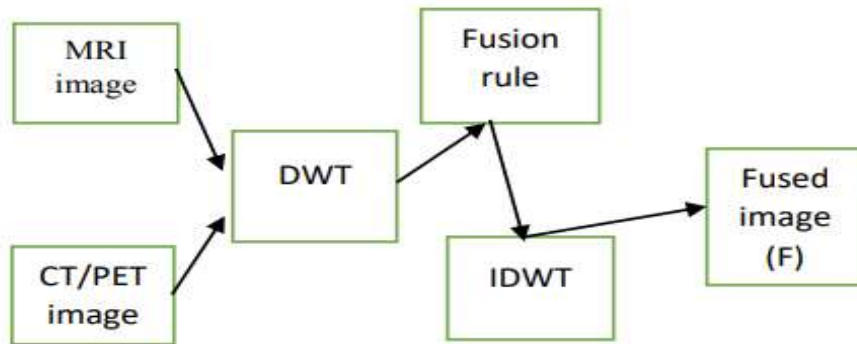 MRI
image
CT/PET
image
DWT
Fusion
rule
IDWT
Fused
image
(F)